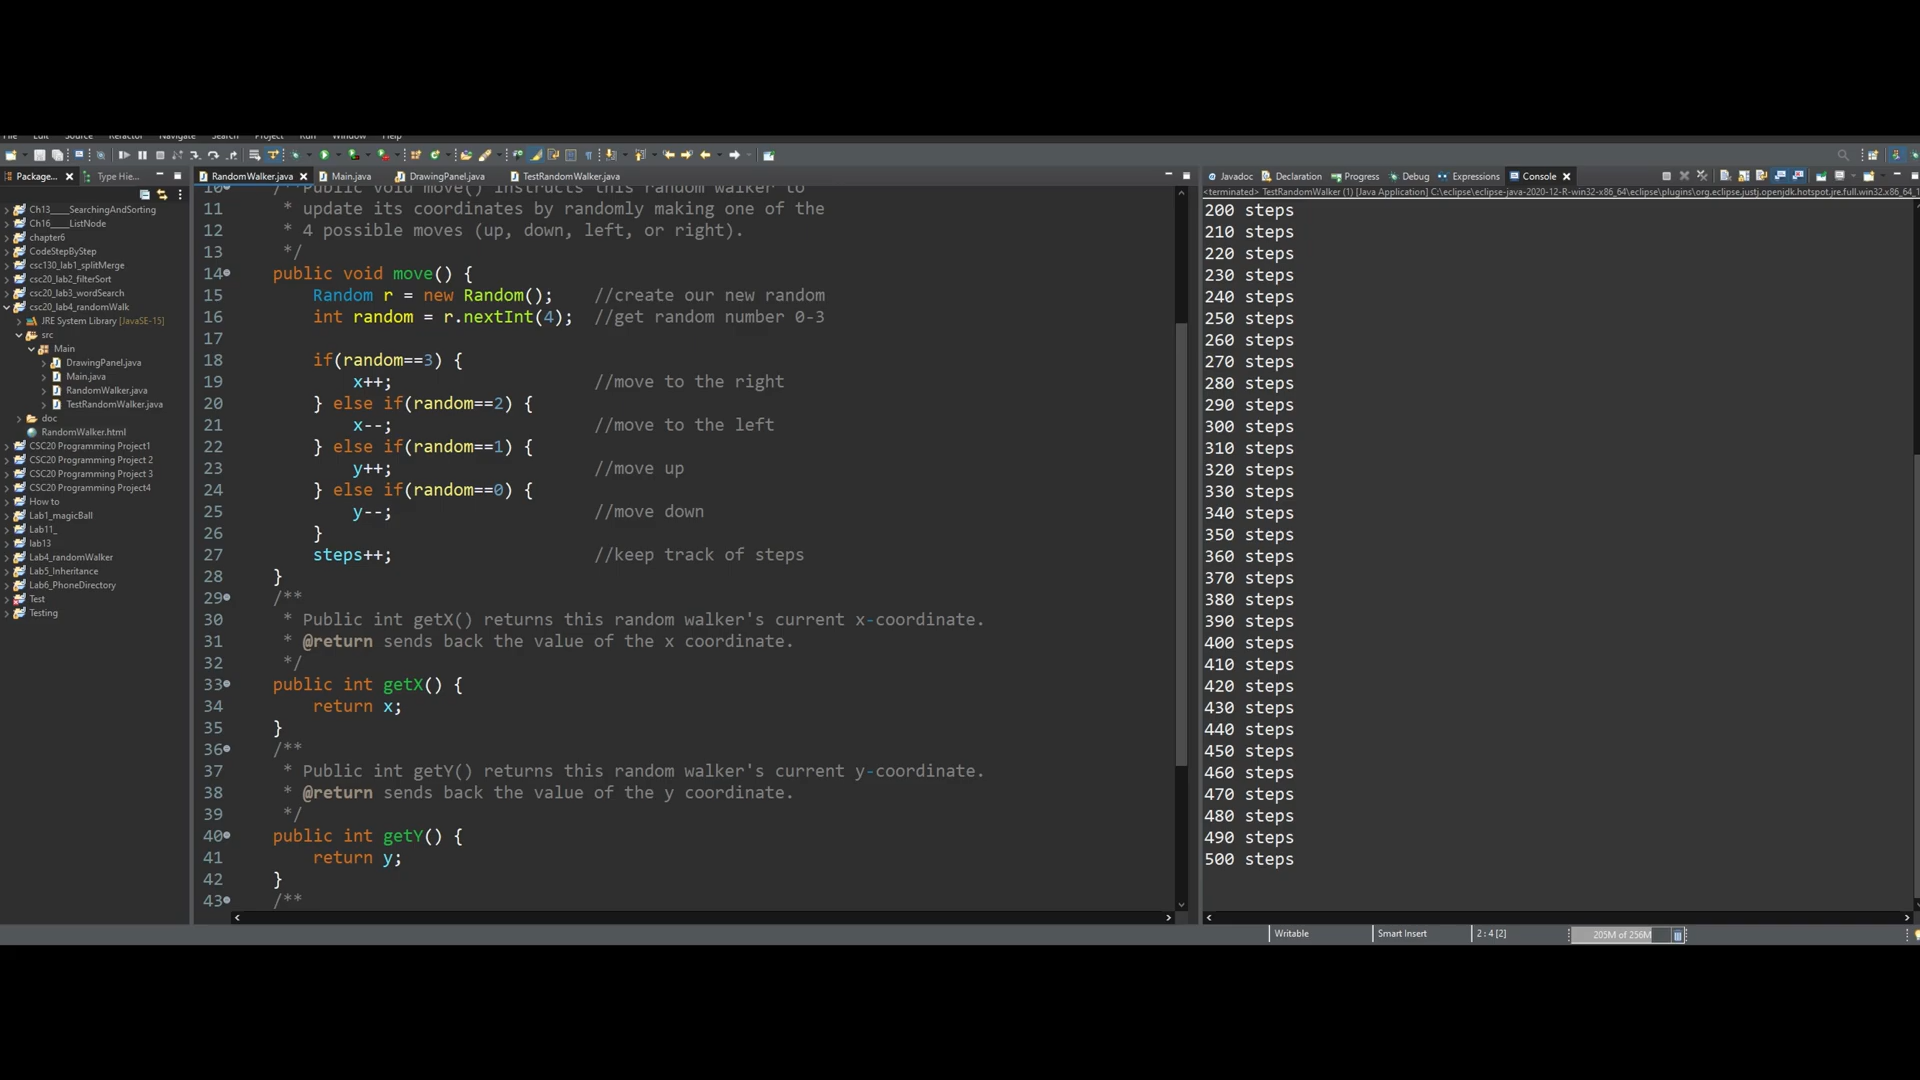 File Edit Source Refactor Navigate Search Project Run Window Help
Package... Type Hie...
Ch13____SearchingAndSorting
Ch16____ListNode
chapter6
CodeStepByStep
csc130_lab1_splitMerge
csc20_lab2_filterSort
csc20_lab3_wordSearch
csc20_lab4_randomWalk
JRE System Library [JavaSE-15]
src
Main
DrawingPanel.java
Main.java
RandomWalker.java
TestRandomWalker.java
doc
RandomWalker.html
CSC20 Programming Project1
CSC20 Programming Project 2
CSC20 Programming Project 3
CSC20 Programming Project4
How to
Lab1_magicBall
Lab11_
lab13
Lab4_randomWalker
Lab5_Inheritance
Lab6_PhoneDirectory
Test
Testing
RandomWalker.java Main.java DrawingPanel.java TestRandomWalker.java
10 /**Public void move() instructs this random walker to
11 * update its coordinates by randomly making one of the
12 * 4 possible moves (up, down, left, or right).
13 */
14 public void move() {
15 Random r = new Random(); //create our new random
16 int random = r.nextInt(4); //get random number 0-3
17
18 if(random==3) {
19 x++; //move to the right
20 } else if(random==2) {
21 x--; //move to the left
22 } else if(random==1) {
23 y++; //move up
24 } else if(random==0) {
25 y--; //move down
26 }
27 steps++; //keep track of steps
28 }
29 /**
30 * Public int getX() returns this random walker's current x-coordinate.
31 * @return sends back the value of the x coordinate.
32 */
33 public int getX() {
34 return x;
35 }
36 /**
37 * Public int getY() returns this random walker's current y-coordinate.
38 * @return sends back the value of the y coordinate.
39 */
40 public int getY() {
41 return y;
42 }
43 /**
Javadoc Declaration Progress Debug Expressions Console
<terminated> TestRandomWalker (1) [Java Application] C:\eclipse\eclipse-java-2020-12-R-win32-x86_64\eclipse\plugins\org.eclipse.justj.openjdk.hotspot.jre.full.win32.x86_64_1
200 steps
210 steps
220 steps
230 steps
240 steps
250 steps
260 steps
270 steps
280 steps
290 steps
300 steps
310 steps
320 steps
330 steps
340 steps
350 steps
360 steps
370 steps
380 steps
390 steps
400 steps
410 steps
420 steps
430 steps
440 steps
450 steps
460 steps
470 steps
480 steps
490 steps
500 steps
Writable Smart Insert 2 : 4 [2] 205M of 256M